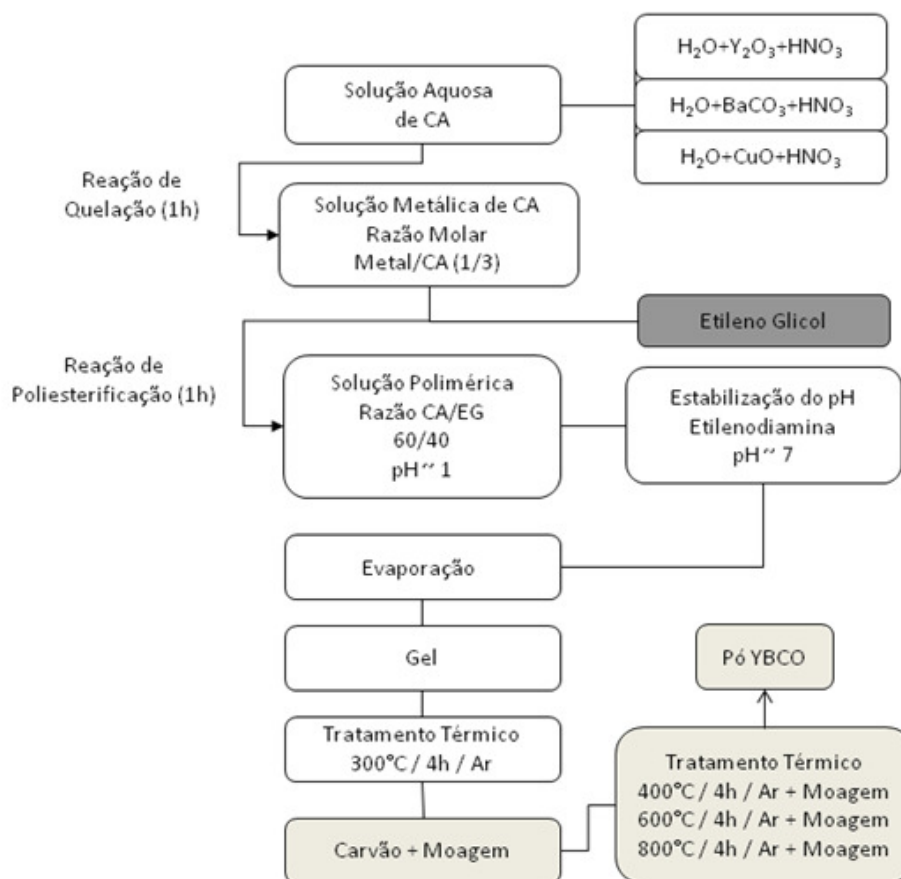 H₂O+Y₂O₃+HNO₃
Solução Aquosa
de CA
H₂O+BaCO₃+HNO₃
H₂O+CuO+HNO₃
Reação de
Quelação (1h)
Solução Metálica de CA
Razão Molar
Metal/CA (1/3)
Etileno Glicol
Reação de
Poliesterificação (1h)
Solução Polimérica
Razão CA/EG
60/40
pH~ 1
Estabilização do pH
Etilenodiamina
pH~ 7
Evaporação
Gel
Pó YBCO
Tratamento Térmico
300°C / 4h / Ar
Tratamento Térmico
400°C / 4h / Ar + Moagem
600°C / 4h / Ar + Moagem
800°C / 4h / Ar + Moagem
Carvão + Moagem